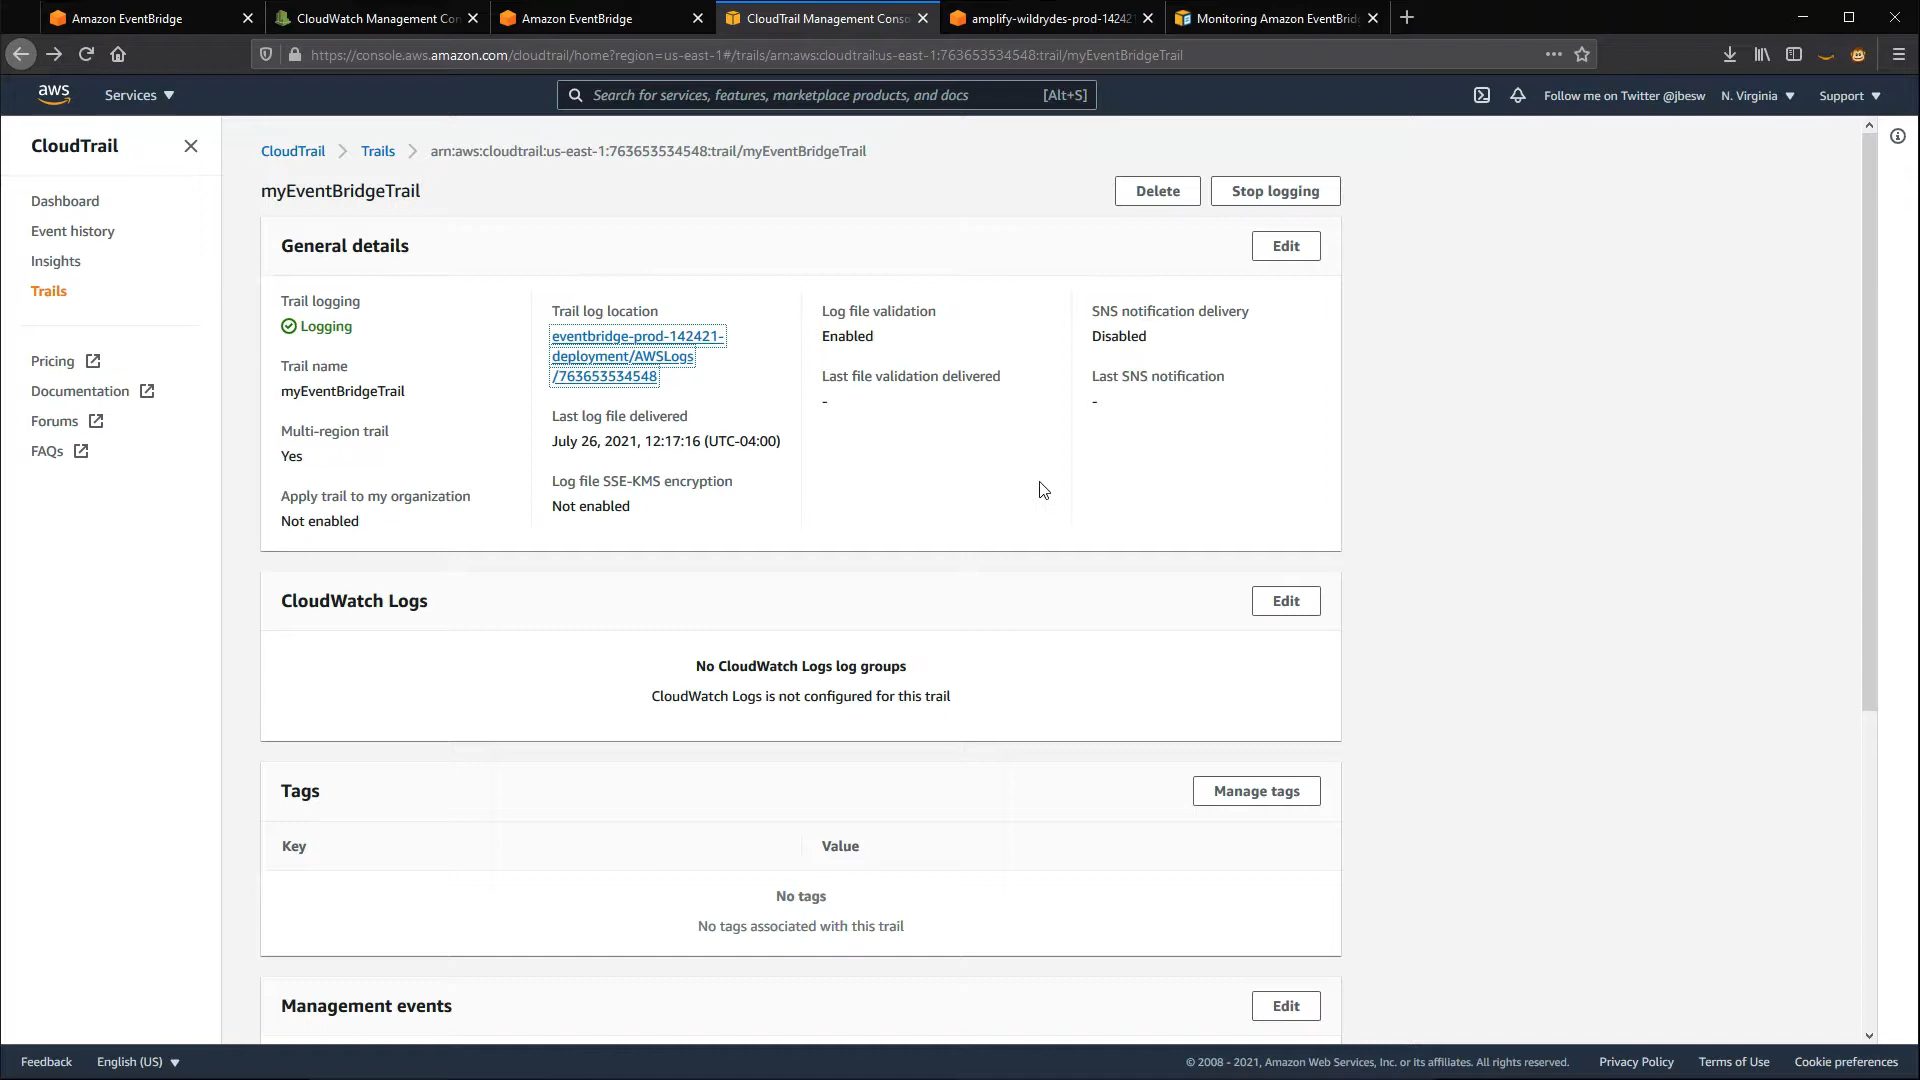 Amazon EventBridge
CloudWatch Management Con
Amazon EventBridge
CloudTrail Management Conso
amplify-wildrydes-prod-14242
Monitoring Amazon EventBridg
https://console.aws.amazon.com/cloudtrail/home?region=us-east-1#/trails/arn:aws:cloudtrail:us-east-1:763653534548:trail/myEventBridgeTrail
aws
Services
Search for services, features, marketplace products, and docs
[Alt+S]
Follow me on Twitter @jbesw
N. Virginia
Support
CloudTrail
Dashboard
Event history
Insights
Trails
Pricing
Documentation
Forums
FAQs
CloudTrail
Trails
arn:aws:cloudtrail:us-east-1:763653534548:trail/myEventBridgeTrail
myEventBridgeTrail
Delete
Stop logging
General details
Edit
Trail logging
Logging
Trail name
myEventBridgeTrail
Multi-region trail
Yes
Apply trail to my organization
Not enabled
Trail log location
eventbridge-prod-142421-
deployment/AWSLogs
/763653534548
Last log file delivered
July 26, 2021, 12:17:16 (UTC-04:00)
Log file SSE-KMS encryption
Not enabled
Log file validation
Enabled
Last file validation delivered
-
SNS notification delivery
Disabled
Last SNS notification
-
CloudWatch Logs
Edit
No CloudWatch Logs log groups
CloudWatch Logs is not configured for this trail
Tags
Manage tags
Key
Value
No tags
No tags associated with this trail
Management events
Edit
Feedback
English (US)
© 2008 - 2021, Amazon Web Services, Inc. or its affiliates. All rights reserved.
Privacy Policy
Terms of Use
Cookie preferences